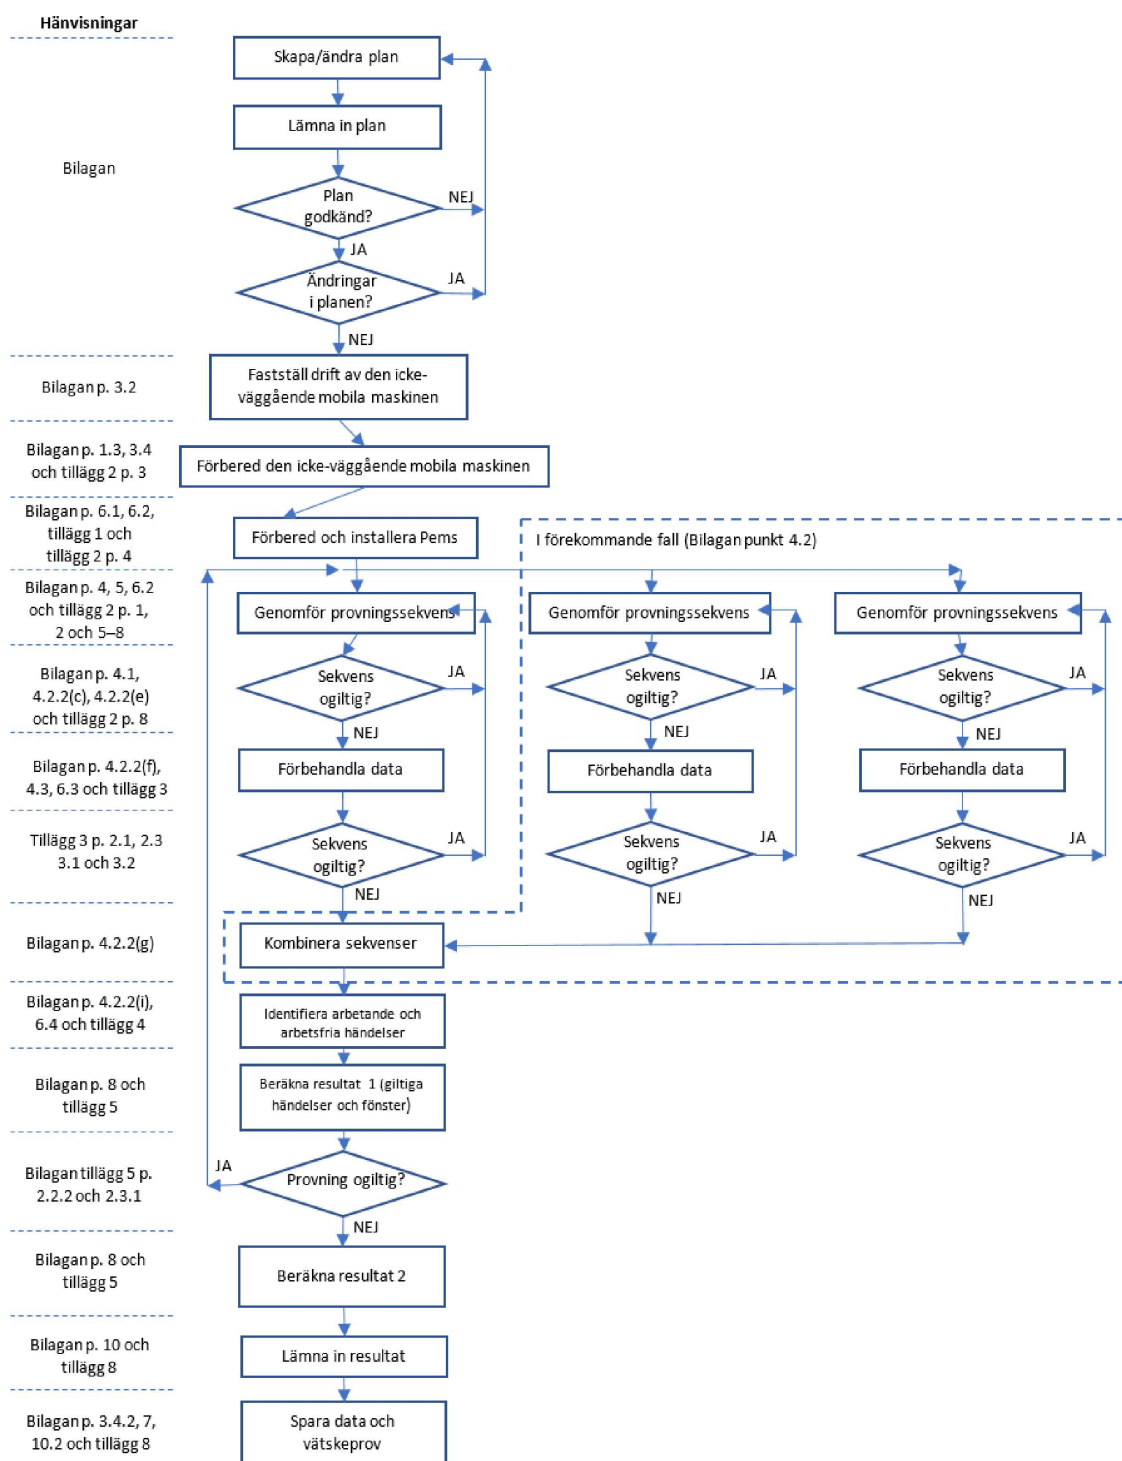 Hänvisningar
Skapa/ändra plan
Lämna in plan
Bilagan
Plan
godkänd?
NEJ
JA
Ändringar
i planen?
JA
NEJ
Bilagan p. 3.2
Fastställ drift av den icke-
väggående mobila maskinen
Bilagan p. 1.3, 3.4
och tillägg 2 p. 3
Förbered den icke-väggående mobila maskinen
Bilagan p. 6.1, 6.2,
tillägg 1 och
tillägg 2 p. 4
Förbered och installera Pems
I förekommande fall (Bilagan punkt 4.2)
Bilagan p. 4, 5, 6.2
och tillägg 2 p. 1,
2 och 5–8
Genomför provningssekvens
Genomför provningssekvens
Genomför provningssekvens
Bilagan p. 4.1,
4.2.2(c), 4.2.2(e)
och tillägg 2 p. 8
Sekvens
ogiltig?
JA
NEJ
Sekvens
ogiltig?
JA
NEJ
Sekvens
ogiltig?
JA
NEJ
Bilagan p. 4.2.2(f),
4.3, 6.3 och tillägg 3
Förbehandla data
Förbehandla data
Förbehandla data
Tillägg 3 p. 2.1, 2.3
3.1 och 3.2
Sekvens
ogiltig?
JA
NEJ
Sekvens
ogiltig?
JA
NEJ
Sekvens
ogiltig?
JA
NEJ
Bilagan p. 4.2.2(g)
Kombinera sekvenser
Bilagan p. 4.2.2(i),
6.4 och tillägg 4
Identifiera arbetande och
arbetsfria händelser
Bilagan p. 8 och
tillägg 5
Beräkna resultat 1 (giltiga
händelser och fönster)
Bilagan tillägg 5 p.
2.2.2 och 2.3.1
JA
Provning ogiltig?
NEJ
Bilagan p. 8 och
tillägg 5
Beräkna resultat 2
Bilagan p. 10 och
tillägg 8
Lämna in resultat
Bilagan p. 3.4.2, 7,
10.2 och tillägg 8
Spara data och
vätskeprov